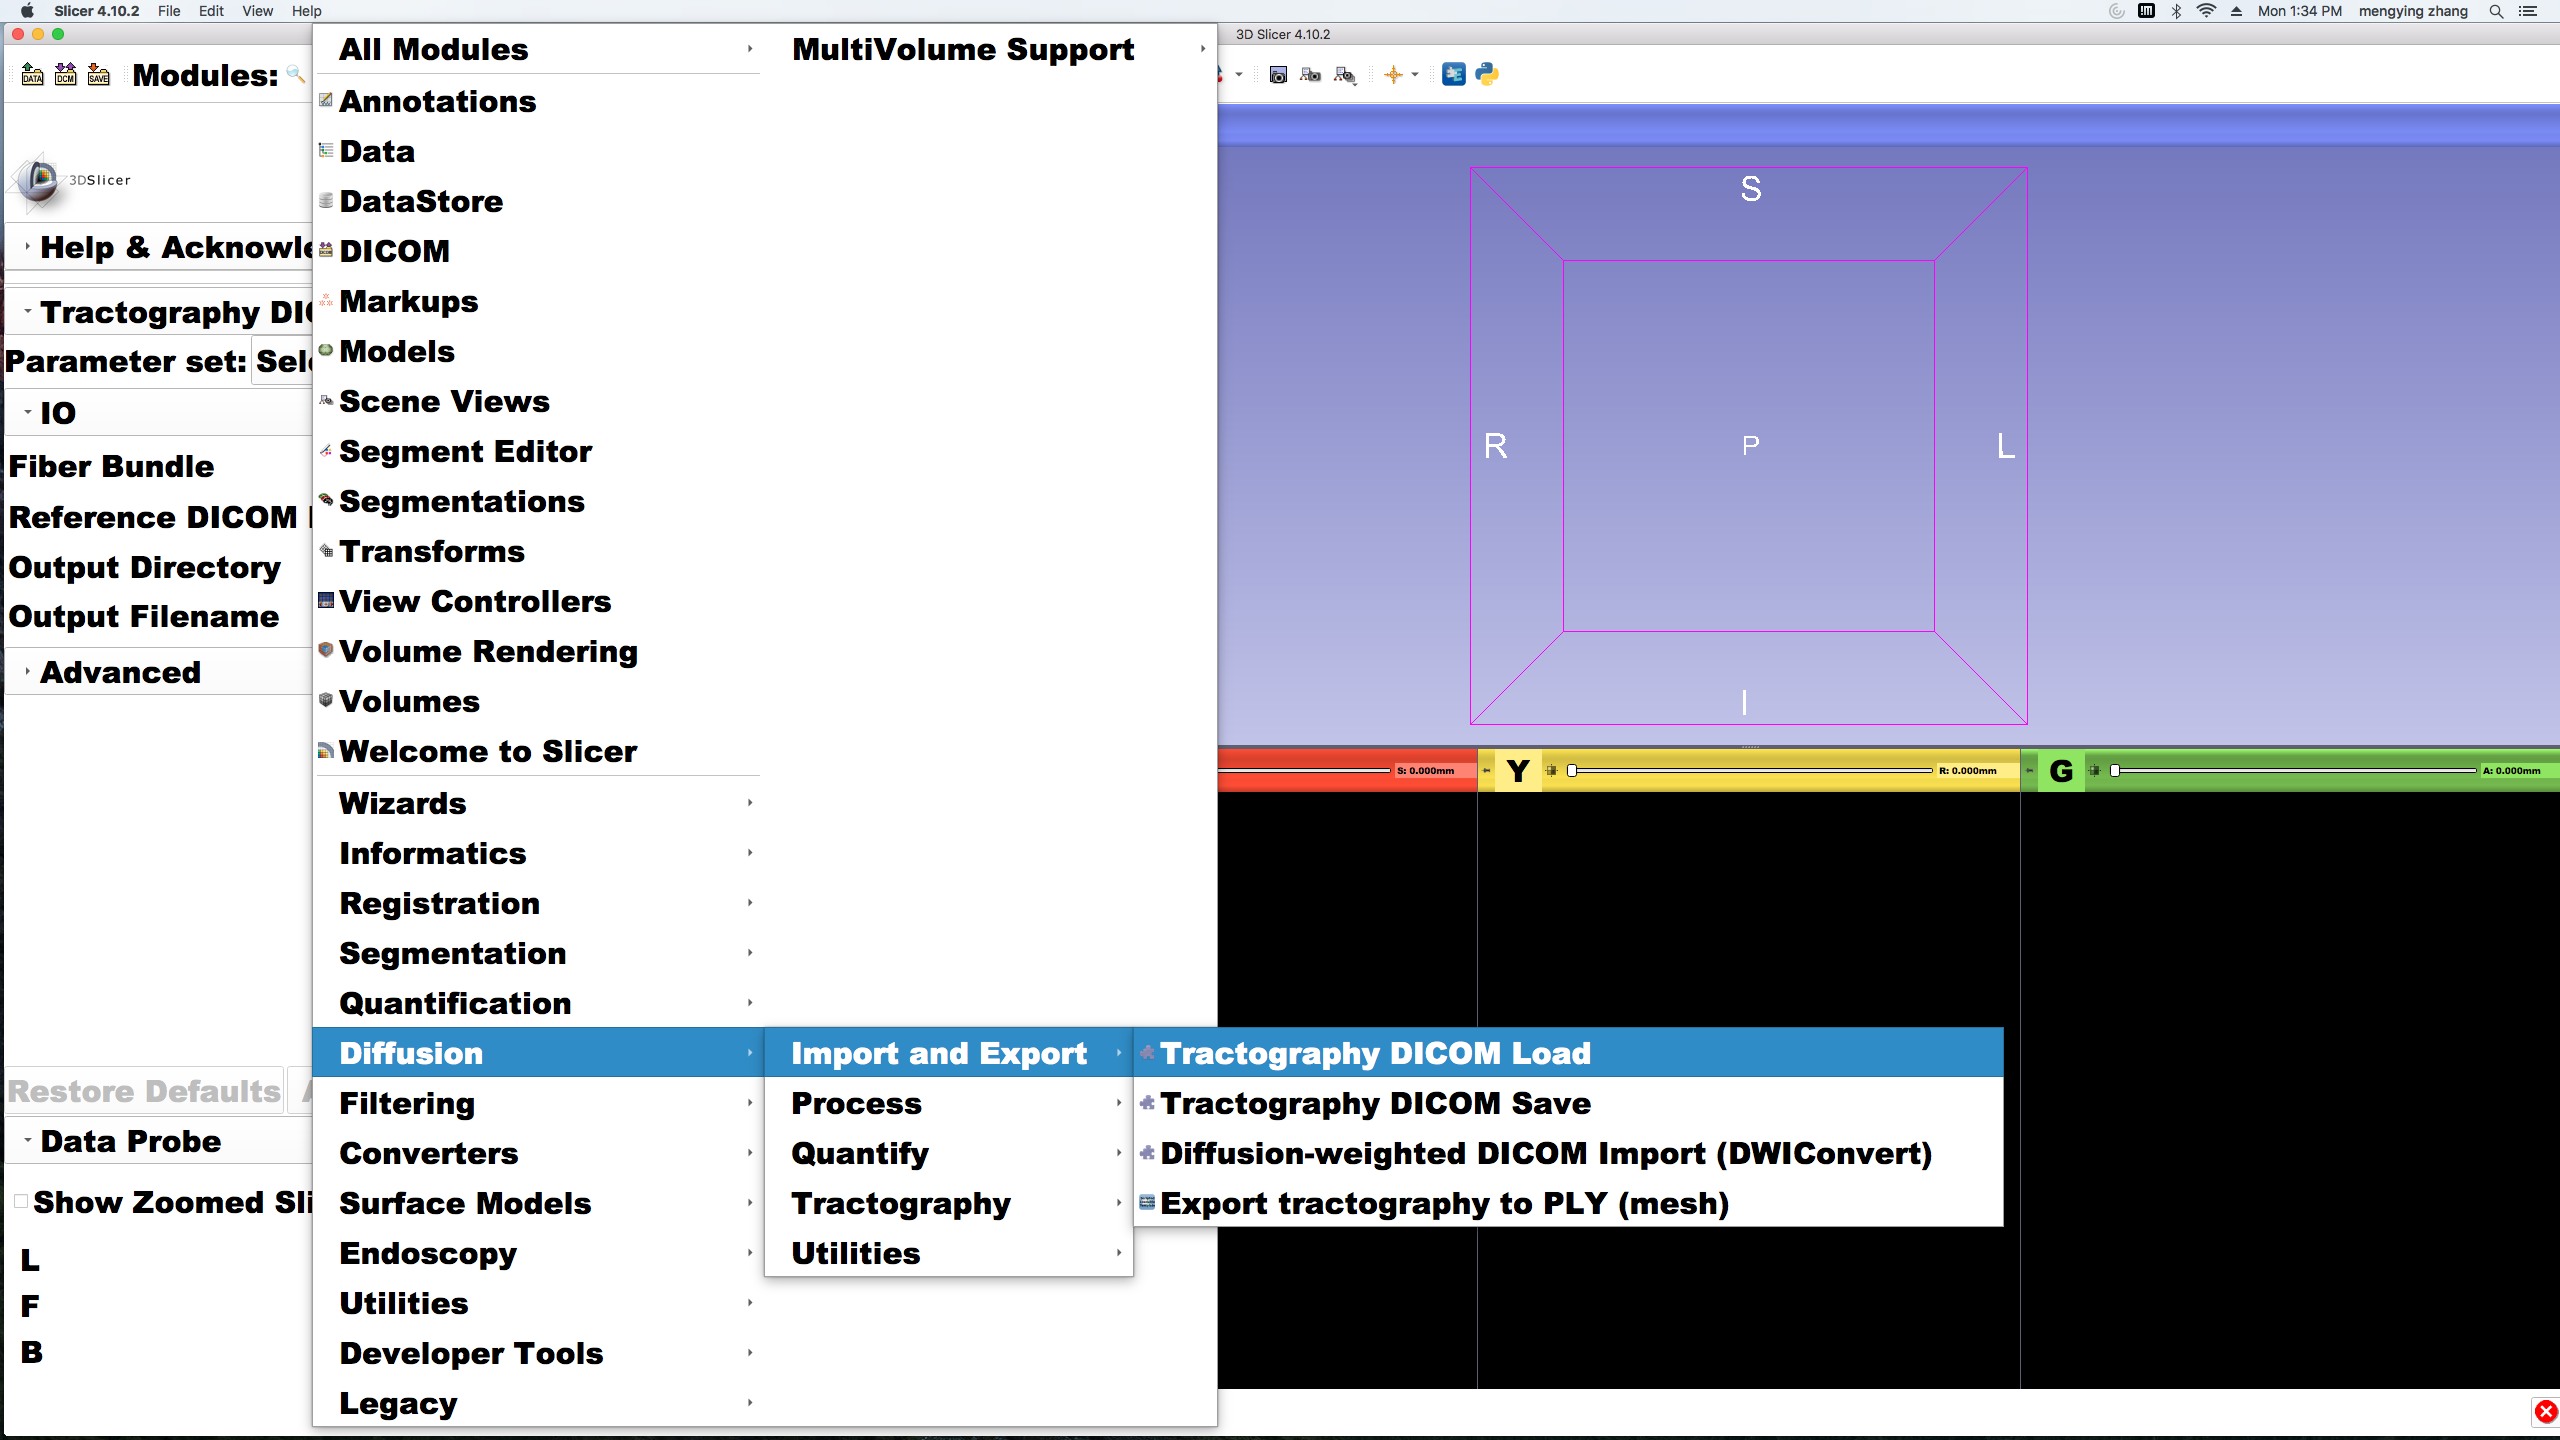 Slicer 4.10.2 File Edit View Help
Mon 1:34 PM mengying zhang
3D Slicer 4.10.2
DATA DCM SAVE Modules:
3DSlicer
Help & Acknowle
Tractography DIC
Parameter set: Sele
IO
Fiber Bundle
Reference DICOM
Output Directory
Output Filename
Advanced
Restore Defaults
Data Probe
Show Zoomed Sli
L
F
B
All Modules
Annotations
Data
DataStore
DICOM
Markups
Models
Scene Views
Segment Editor
Segmentations
Transforms
View Controllers
Volume Rendering
Volumes
Welcome to Slicer
Wizards
Informatics
Registration
Segmentation
Quantification
Diffusion
Filtering
Converters
Surface Models
Endoscopy
Utilities
Developer Tools
Legacy
MultiVolume Support
Import and Export
Process
Quantify
Tractography
Utilities
Tractography DICOM Load
Tractography DICOM Save
Diffusion-weighted DICOM Import (DWIConvert)
Export tractography to PLY (mesh)
S
R P L
I
S: 0.000mm
Y R: 0.000mm
G A: 0.000mm